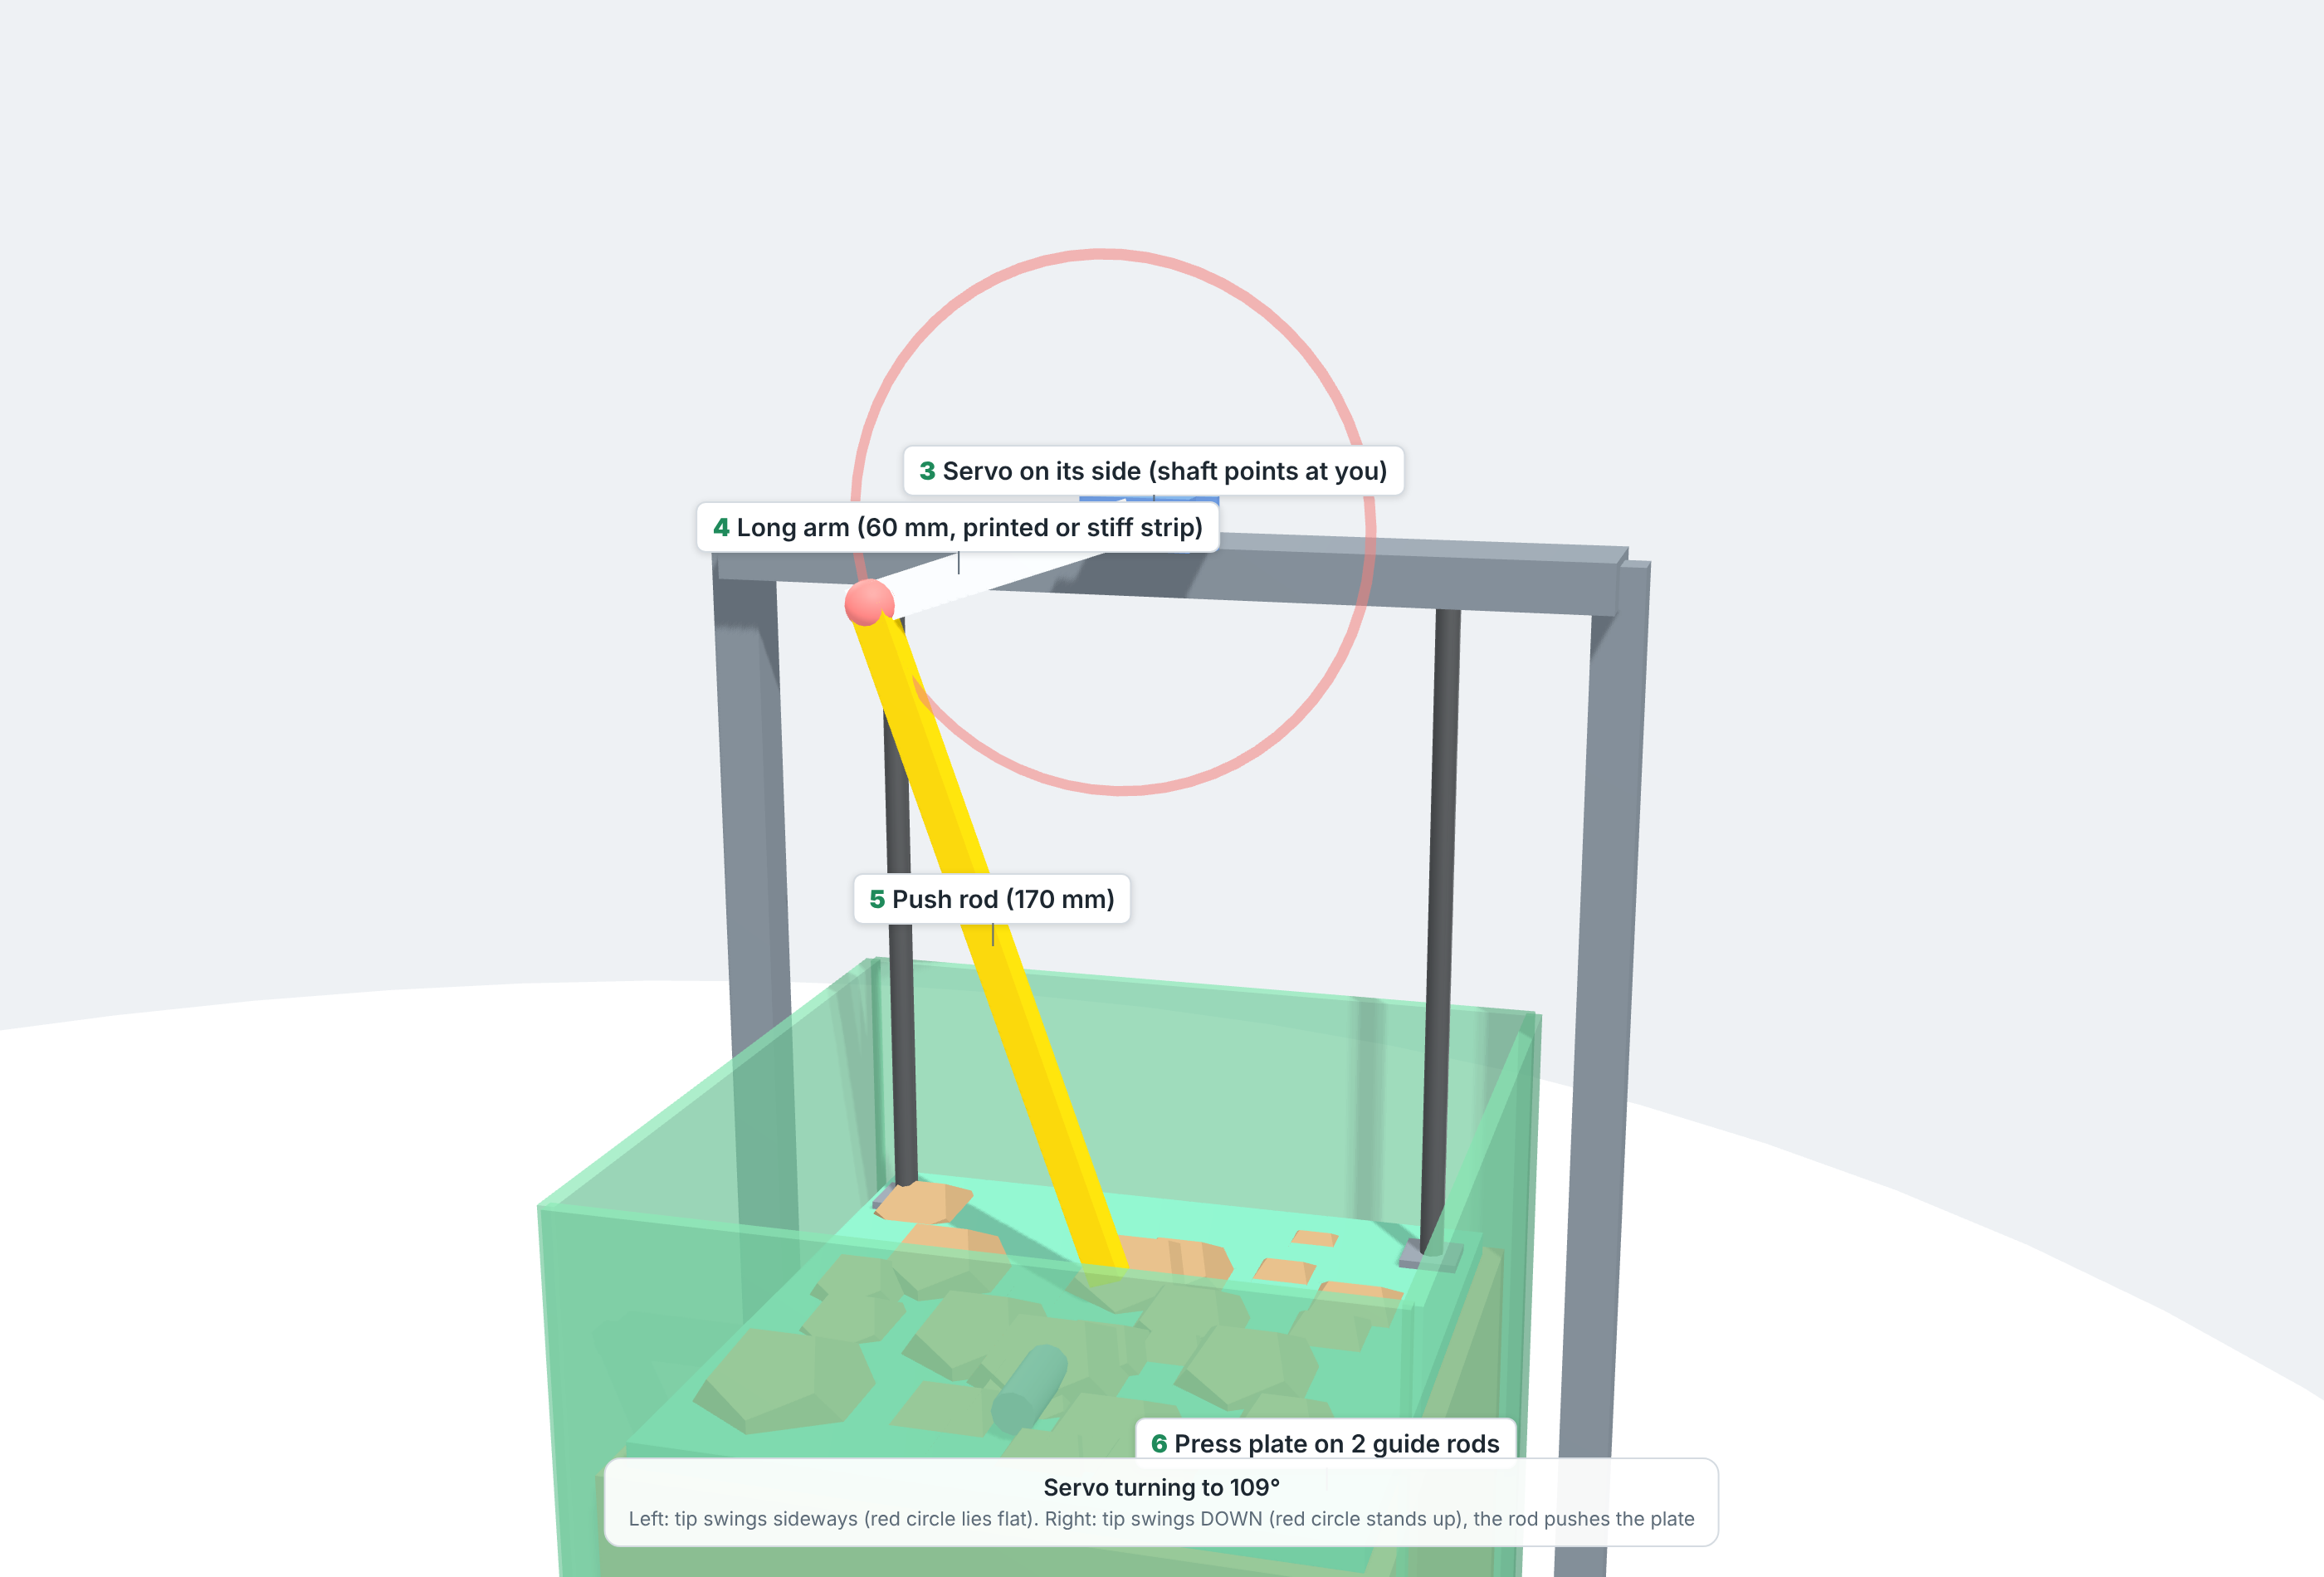 3 Servo on its side (shaft points at you)
4 Long arm (60 mm, printed or stiff strip)
5 Push rod (170 mm)
6 Press plate on 2 guide rods
Servo turning to 109°
Left: tip swings sideways (red circle lies flat). Right: tip swings DOWN (red circle stands up), the rod pushes the plate